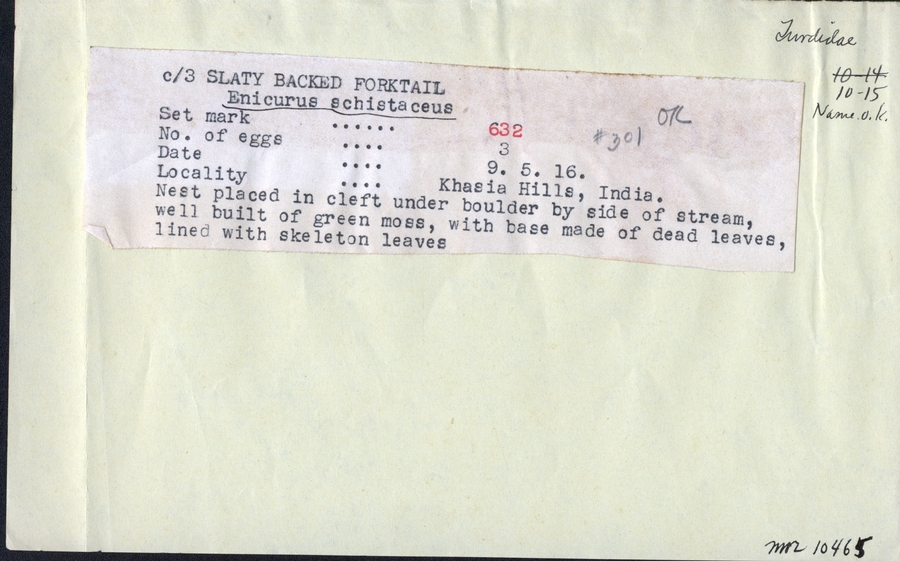 Turdidae
10-14
10-15
Name o.k.
c/3 SLATY BACKED FORKTAIL
Enicurus schistaceus
OK
Set mark ...... 632
#301
No. of eggs .... 3
Date .... 9. 5. 16.
Locality .... Khasia Hills, India.
Nest placed in cleft under boulder by side of stream,
well built of green moss, with base made of dead leaves,
lined with skeleton leaves
10465